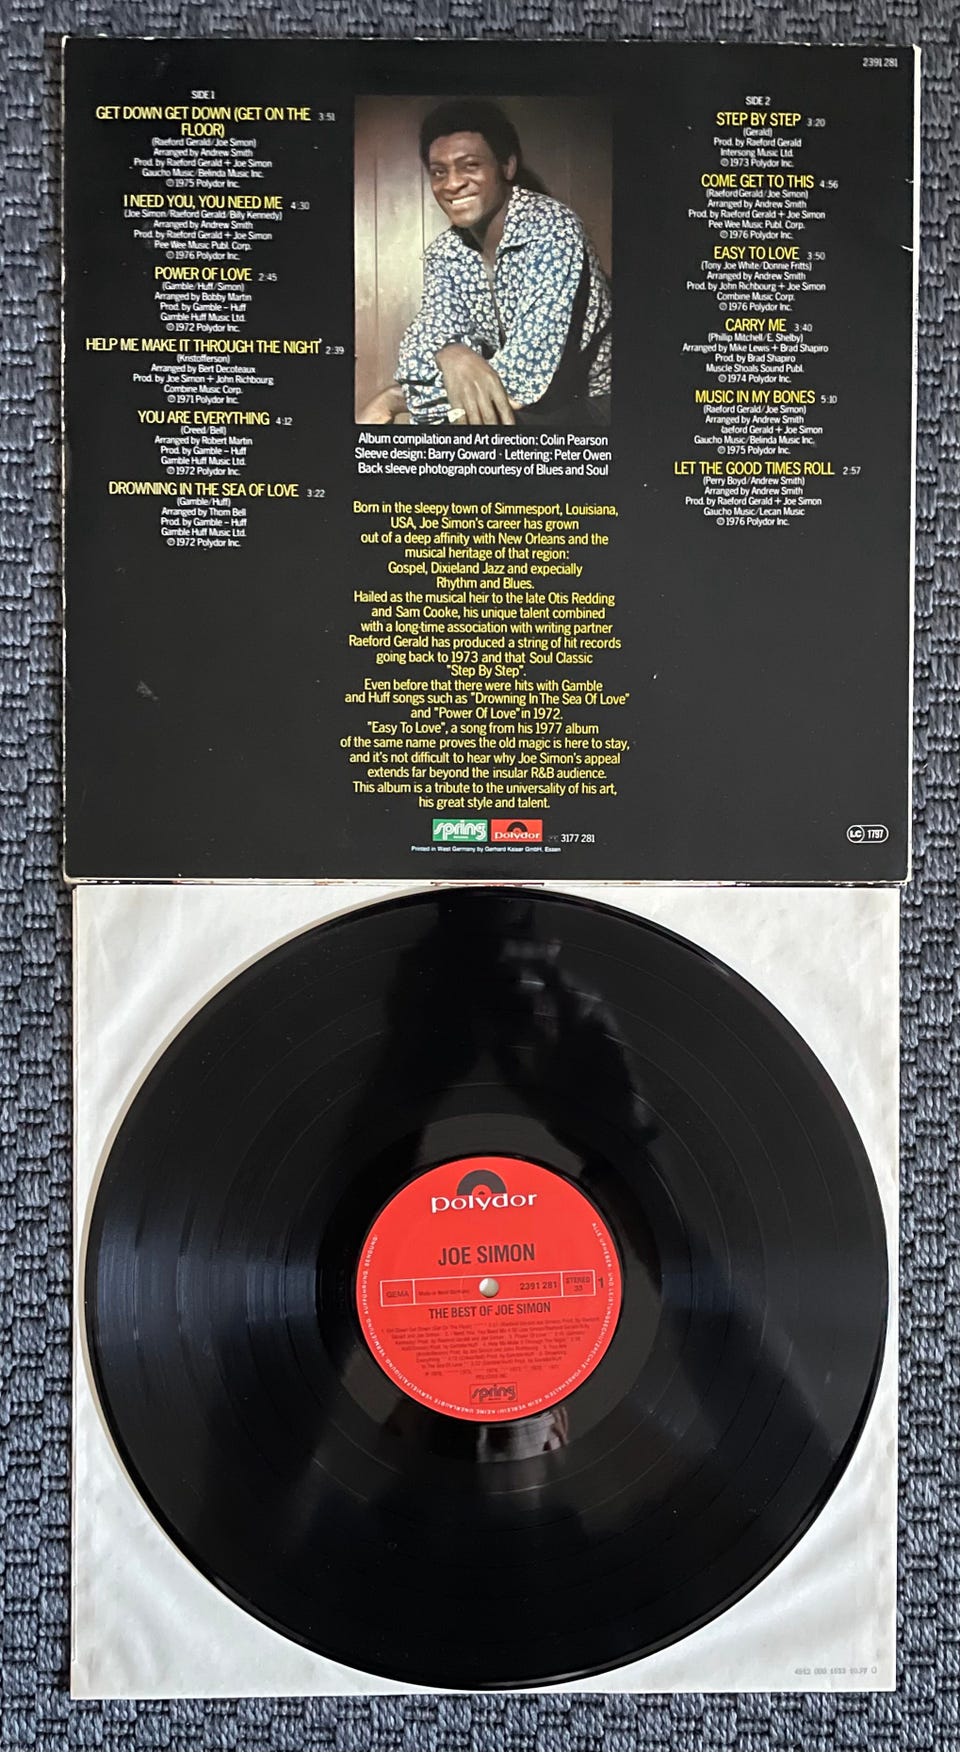 2391 281
SIDE 1
GET DOWN GET DOWN (GET ON THE 3:51
FLOOR)
(Raeford Gerald/Joe Simon)
Arranged by Andrew Smith
Prod. by Raeford Gerald + Joe Simon
Gaucho Music/Belinda Music Inc.
℗ 1975 Polydor Inc.
I NEED YOU, YOU NEED ME 4:30
(Joe Simon/Raeford Gerald/Billy Kennedy)
Arranged by Andrew Smith
Prod. by Raeford Gerald + Joe Simon
Pee Wee Music Publ. Corp.
℗ 1976 Polydor Inc.
POWER OF LOVE 2:45
(Gamble/Huff/Simon)
Arranged by Bobby Martin
Prod. by Gamble - Huff
Gamble Huff Music Ltd.
℗ 1972 Polydor Inc.
HELP ME MAKE IT THROUGH THE NIGHT 2:39
(Kristofferson)
Arranged by Bert Decoteaux
Prod. by Joe Simon + John Richbourg
Combine Music Corp.
℗ 1971 Polydor Inc.
YOU ARE EVERYTHING 4:12
(Creed/Bell)
Arranged by Robert Martin
Prod. by Gamble - Huff
Gamble Huff Music Ltd.
℗ 1972 Polydor Inc.
DROWNING IN THE SEA OF LOVE 3:22
(Gamble/Huff)
Arranged by Thom Bell
Prod. by Gamble - Huff
Gamble Huff Music Ltd.
℗ 1972 Polydor Inc.
SIDE 2
STEP BY STEP 3:20
(Gerald)
Prod. by Raeford Gerald
Intersong Music Ltd.
℗ 1973 Polydor Inc.
COME GET TO THIS 4:56
(Raeford Gerald/Joe Simon)
Arranged by Andrew Smith
Prod. by Raeford Gerald + Joe Simon
Pee Wee Music Publ. Corp.
℗ 1976 Polydor Inc.
EASY TO LOVE 3:50
(Tony Joe White/Donnie Fritts)
Arranged by Andrew Smith
Prod. by John Richbourg + Joe Simon
Combine Music Corp.
℗ 1976 Polydor Inc.
CARRY ME 3:40
(Phillip Mitchell/E. Shelby)
Arranged by Mike Lewis + Brad Shapiro
Prod. by Brad Shapiro
Muscle Shoals Sound Publ.
℗ 1974 Polydor Inc.
MUSIC IN MY BONES 5:10
(Raeford Gerald/Joe Simon)
Arranged by Andrew Smith
aeford Gerald + Joe Simon
Gaucho Music/Belinda Music Inc.
℗ 1975 Polydor Inc.
LET THE GOOD TIMES ROLL 2:57
(Perry Boyd/Andrew Smith)
Arranged by Andrew Smith
Prod. by Raeford Gerald + Joe Simon
Gaucho Music/Lecan Music
℗ 1976 Polydor Inc.
Album compilation and Art direction: Colin Pearson
Sleeve design: Barry Goward · Lettering: Peter Owen
Back sleeve photograph courtesy of Blues and Soul
Born in the sleepy town of Simmesport, Louisiana,
USA, Joe Simon's career has grown
out of a deep affinity with New Orleans and the
musical heritage of that region:
Gospel, Dixieland Jazz and expecially
Rhythm and Blues.
Hailed as the musical heir to the late Otis Redding
and Sam Cooke, his unique talent combined
with a long-time association with writing partner
Raeford Gerald has produced a string of hit records
going back to 1973 and that Soul Classic
"Step By Step".
Even before that there were hits with Gamble
and Huff songs such as "Drowning In The Sea Of Love"
and "Power Of Love" in 1972.
"Easy To Love", a song from his 1977 album
of the same name proves the old magic is here to stay,
and it's not difficult to hear why Joe Simon's appeal
extends far beyond the insular R&B audience.
This album is a tribute to the universality of his art,
his great style and talent.
spring
polydor
3177 281
Printed in West Germany by Gerhard Kaiser GmbH, Essen
LC 1797
polydor
JOE SIMON
GEMA
Made in West Germany
2391 281
STEREO
33
1
THE BEST OF JOE SIMON
POLYDOR INC.
spring